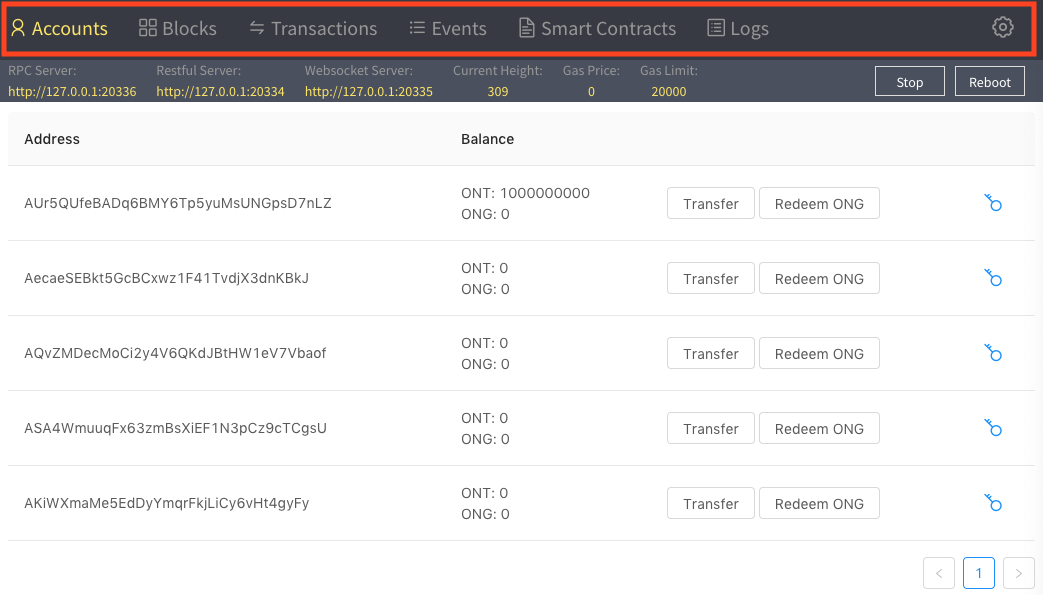 Accounts Blocks Transactions Events Smart Contracts Logs
RPC Server: Restful Server: Websocket Server: Current Height: Gas Price: Gas Limit:
http://127.0.0.1:20336 http://127.0.0.1:20334 http://127.0.0.1:20335 309 0 20000 Stop Reboot
Address Balance
AUr5QUfeBADq6BMY6Tp5yuMsUNGpsD7nLZ ONT: 1000000000 Transfer Redeem ONG
ONG: 0
AecaeSEBkt5GcBCxwz1F41TvdjX3dnKBkJ ONT: 0 Transfer Redeem ONG
ONG: 0
AQvZMDecMoCi2y4V6QKdJBtHW1eV7Vbaof ONT: 0 Transfer Redeem ONG
ONG: 0
ASA4WmuuqFx63zmBsXiEF1N3pCz9cTCgsU ONT: 0 Transfer Redeem ONG
ONG: 0
AKiWXmaMe5EdDyYmqrFkjLiCy6vHt4gyFy ONT: 0 Transfer Redeem ONG
ONG: 0
< 1 >